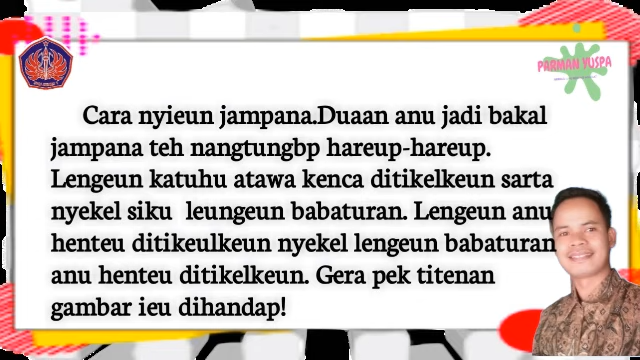 PARMAN YUSPA
Cara nyieun jampana.Duaan anu jadi bakal
jampana teh nangtungbp hareup-hareup.
Lengeun katuhu atawa kenca ditikelkeun sarta
nyekel siku leungeun babaturan. Lengeun anu
henteu ditikeulkeun nyekel lengeun babaturan
anu henteu ditikelkeun. Gera pek titenan
gambar ieu dihandap!